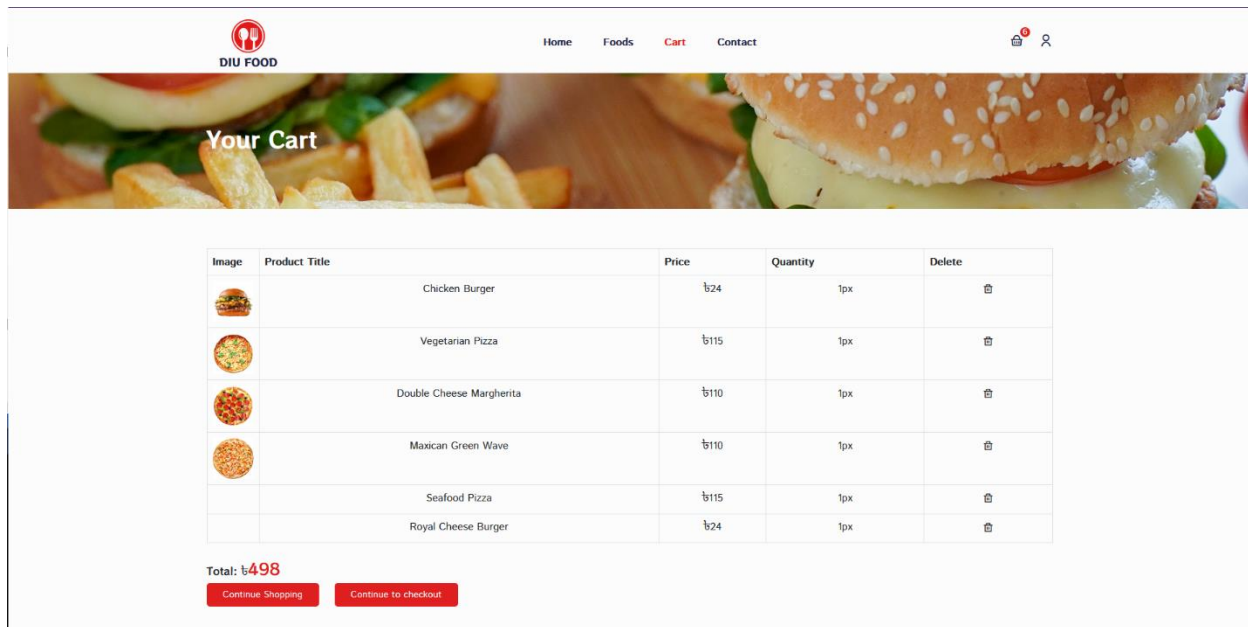 DIU FOOD
Home Foods Cart Contact 6
Your Cart
Image Product Title Price Quantity Delete
Chicken Burger ৳24 1px
Vegetarian Pizza ৳115 1px
Double Cheese Margherita ৳110 1px
Maxican Green Wave ৳110 1px
Seafood Pizza ৳115 1px
Royal Cheese Burger ৳24 1px
Total: ৳498
Continue Shopping Continue to checkout